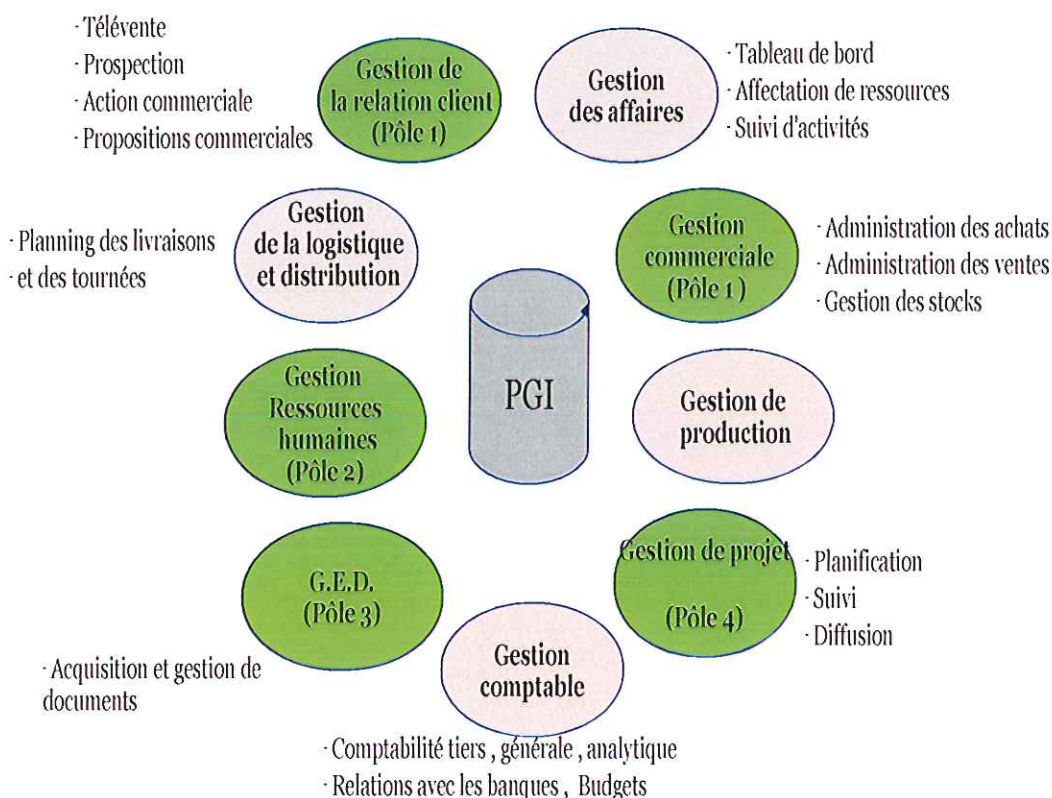 · Télévente
· Prospection
· Action commerciale
· Propositions commerciales
Gestion de
la relation client
(Pôle 1)
Gestion
des affaires
· Tableau de bord
· Affectation de ressources
· Suivi d'activités
· Planning des livraisons
· et des tournées
Gestion
de la logistique
et distribution
Gestion
commerciale
(Pôle 1 )
· Administration des achats
· Administration des ventes
· Gestion des stocks
Gestion
Ressources
humaines
(Pôle 2)
PGI
Gestion de
production
G.E.D.
(Pôle 3)
Gestion de projet
(Pôle 4)
· Planification
· Suivi
· Diffusion
· Acquisition et gestion de
documents
Gestion
comptable
· Comptabilité tiers , générale , analytique
· Relations avec les banques , Budgets